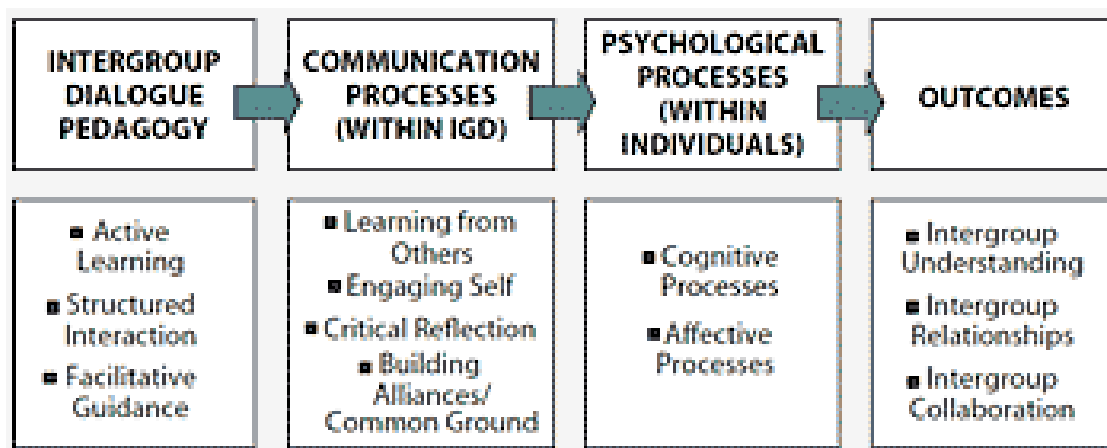 INTERGROUP
DIALOGUE
PEDAGOGY
COMMUNICATION
PROCESSES
(WITHIN IGD)
PSYCHOLOGICAL
PROCESSES
(WITHIN
INDIVIDUALS)
OUTCOMES
▪ Active
Learning
▪ Structured
Interaction
▪ Facilitative
Guidance
▪ Learning from
Others
▪ Engaging Self
▪ Critical Reflection
▪ Building
Alliances/
Common Ground
▪ Cognitive
Processes
▪ Affective
Processes
▪ Intergroup
Understanding
▪ Intergroup
Relationships
▪ Intergroup
Collaboration